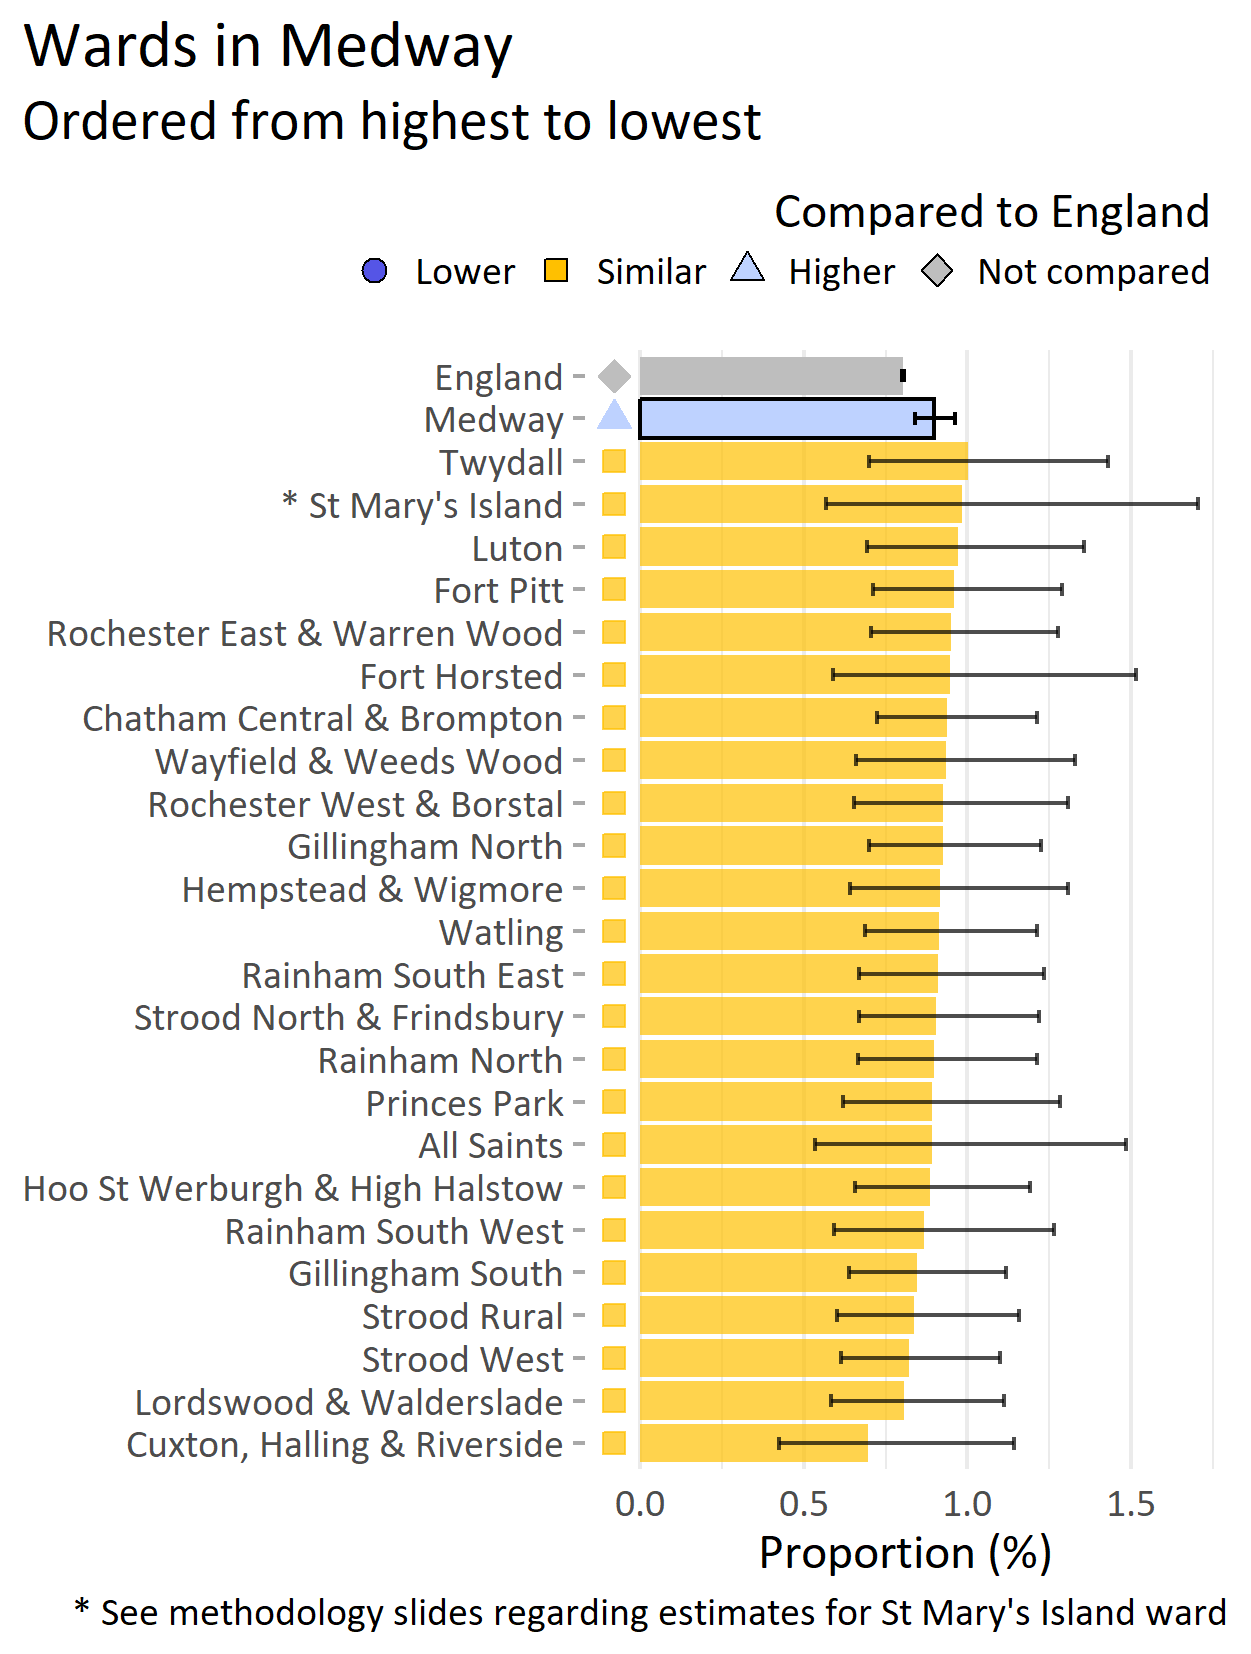 Wards in Medway
Ordered from highest to lowest
Compared to England
Lower Similar Higher Not compared
England
Medway
Twydall
* St Mary's Island
Luton
Fort Pitt
Rochester East & Warren Wood
Fort Horsted
Chatham Central & Brompton
Wayfield & Weeds Wood
Rochester West & Borstal
Gillingham North
Hempstead & Wigmore
Watling
Rainham South East
Strood North & Frindsbury
Rainham North
Princes Park
All Saints
Hoo St Werburgh & High Halstow
Rainham South West
Gillingham South
Strood Rural
Strood West
Lordswood & Walderslade
Cuxton, Halling & Riverside
0.0 0.5 1.0 1.5
Proportion (%)
* See methodology slides regarding estimates for St Mary's Island ward